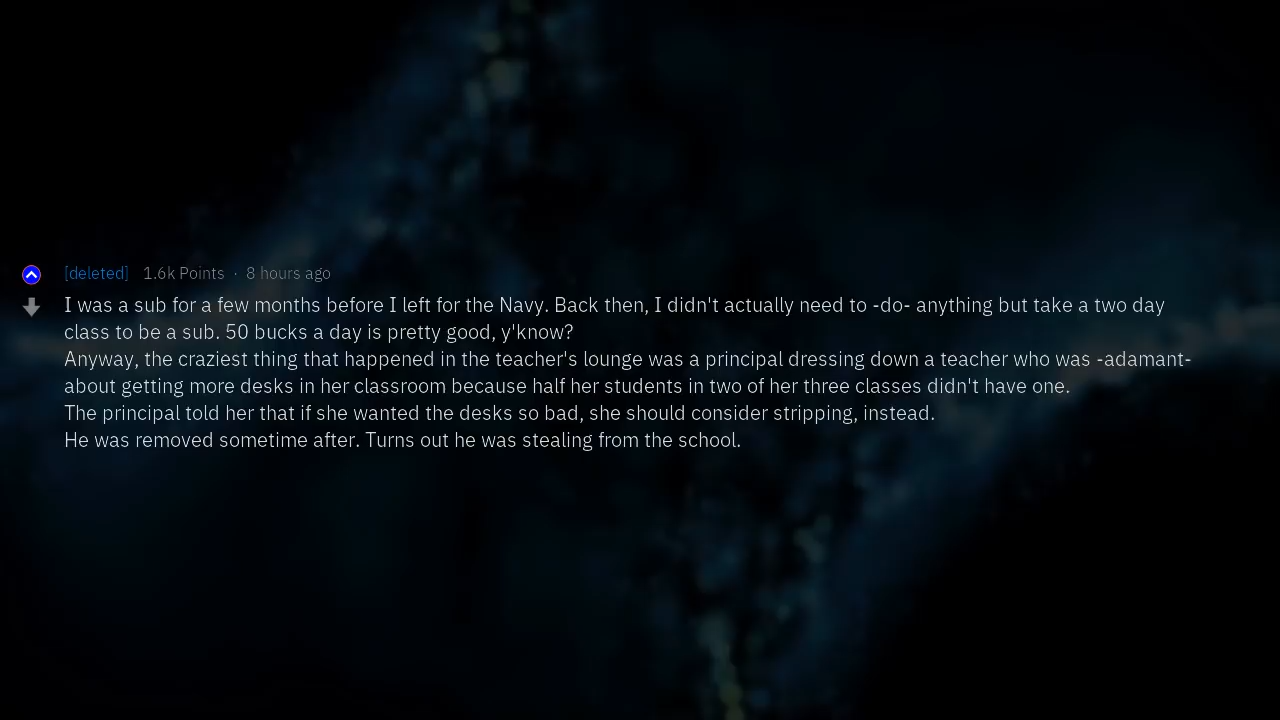 [deleted] 1.6k Points · 8 hours ago
I was a sub for a few months before I left for the Navy. Back then, I didn't actually need to -do- anything but take a two day
class to be a sub. 50 bucks a day is pretty good, y'know?
Anyway, the craziest thing that happened in the teacher's lounge was a principal dressing down a teacher who was -adamant-
about getting more desks in her classroom because half her students in two of her three classes didn't have one.
The principal told her that if she wanted the desks so bad, she should consider stripping, instead.
He was removed sometime after. Turns out he was stealing from the school.